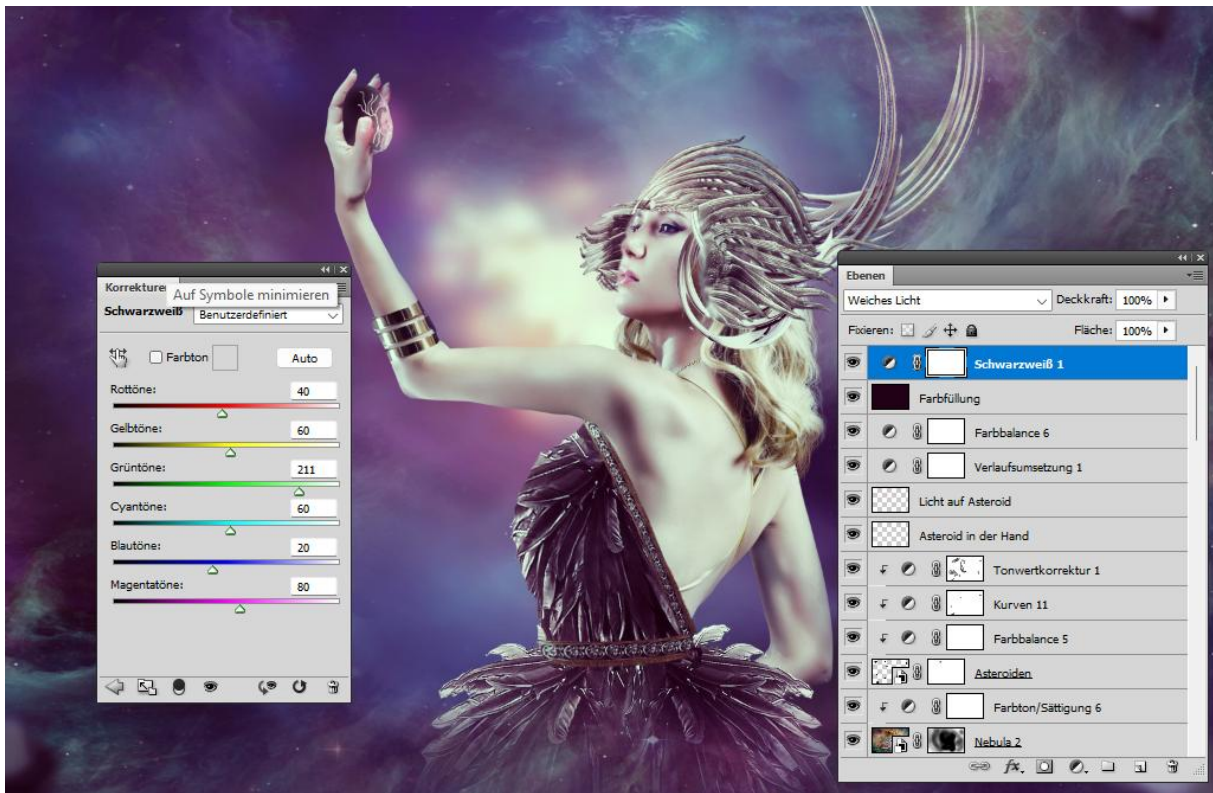 Korrekturen
Auf Symbole minimieren
Schwarzweiß
Benutzerdefiniert
Farbton
Auto
Rottöne:
40
Gelbtöne:
60
Grüntöne:
211
Cyantöne:
60
Blautöne:
20
Magentatöne:
80
Ebenen
Weiches Licht
Deckkraft: 100%
Fixieren:
Fläche: 100%
Schwarzweiß 1
Farbfüllung
Farbbalance 6
Verlaufsumsetzung 1
Licht auf Asteroid
Asteroid in der Hand
Tonwertkorrektur 1
Kurven 11
Farbbalance 5
Asteroiden
Farbton/Sättigung 6
Nebula 2
fx